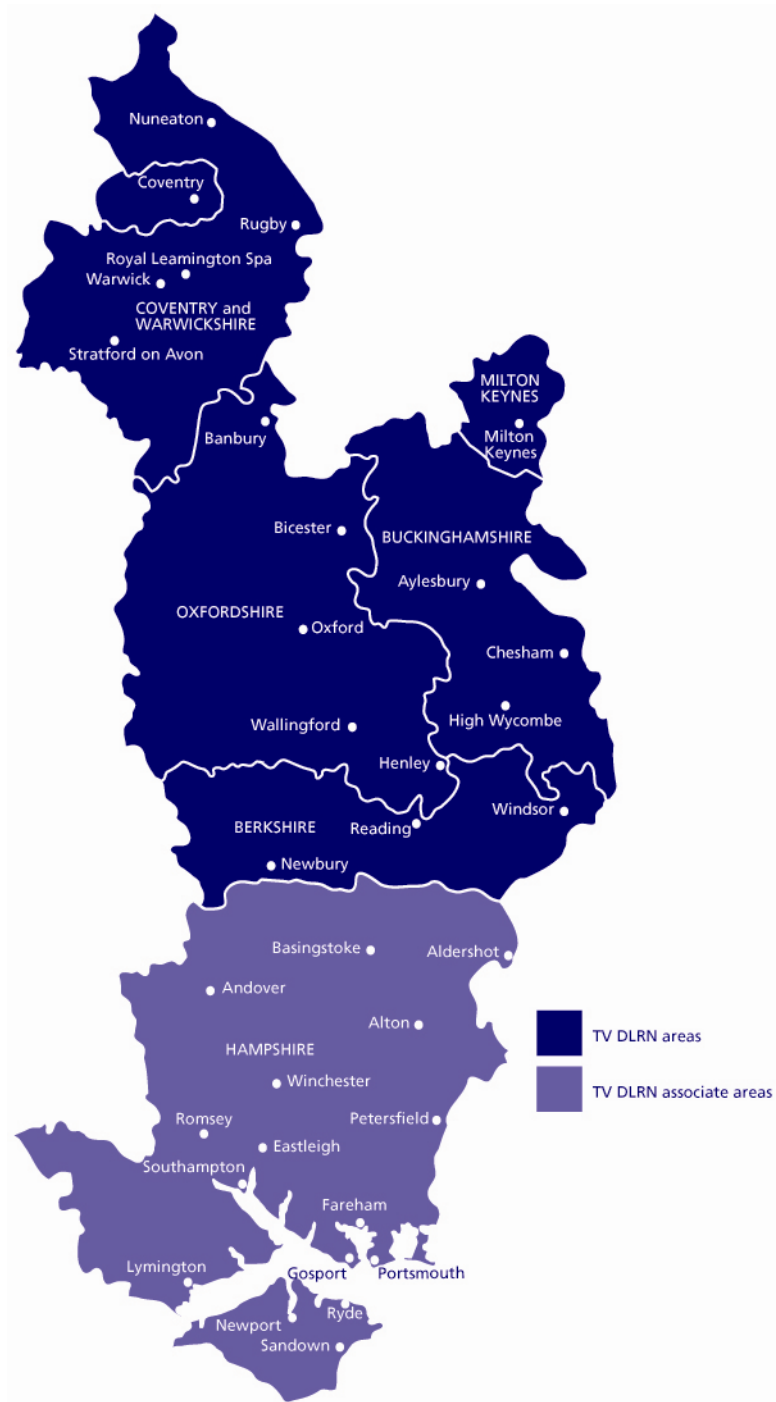 Nuneaton
Coventry
Rugby
Royal Leamington Spa
Warwick
COVENTRY and
WARWICKSHIRE
Stratford on Avon
MILTON
KEYNES
Milton
Keynes
Banbury
Bicester
BUCKINGHAMSHIRE
Aylesbury
OXFORDSHIRE
Oxford
Chesham
High Wycombe
Wallingford
Henley
Windsor
BERKSHIRE
Reading
Newbury
Basingstoke
Aldershot
Andover
Alton
TV DLRN areas
HAMPSHIRE
Winchester
TV DLRN associate areas
Romsey
Petersfield
Eastleigh
Southampton
Fareham
Lymington
Gosport
Portsmouth
Ryde
Newport
Sandown